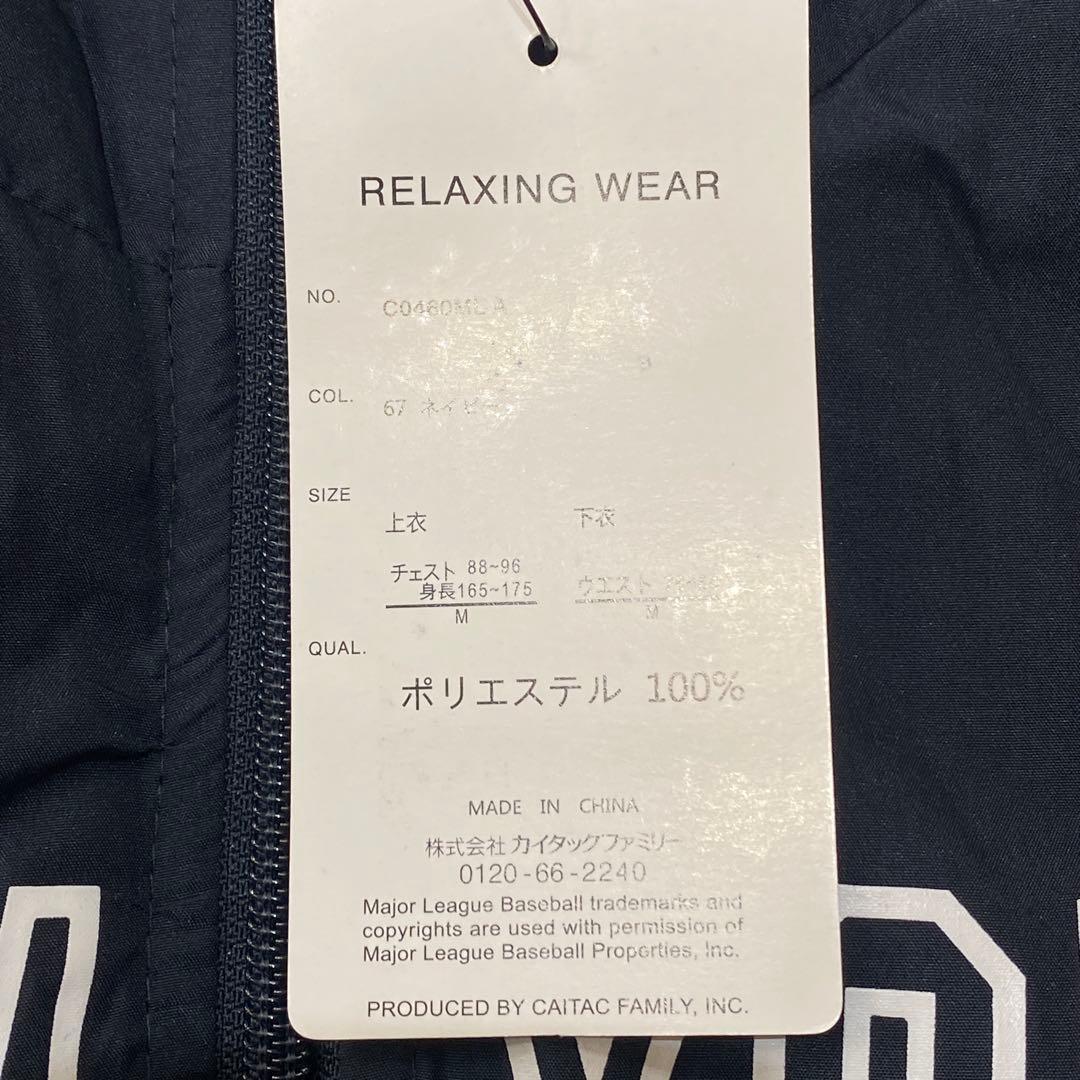 RELAXING WEAR
NO. C0460ML A
COL. 67 ネイビー
SIZE
上衣 下衣
チェスト 88~96
身長165~175
ウエスト
M M
QUAL.
ポリエステル 100%
MADE IN CHINA
株式会社 カイタックファミリー
0120-66-2240
Major League Baseball trademarks and
copyrights are used with permission of
Major League Baseball Properties, Inc.
PRODUCED BY CAITAC FAMILY, INC.